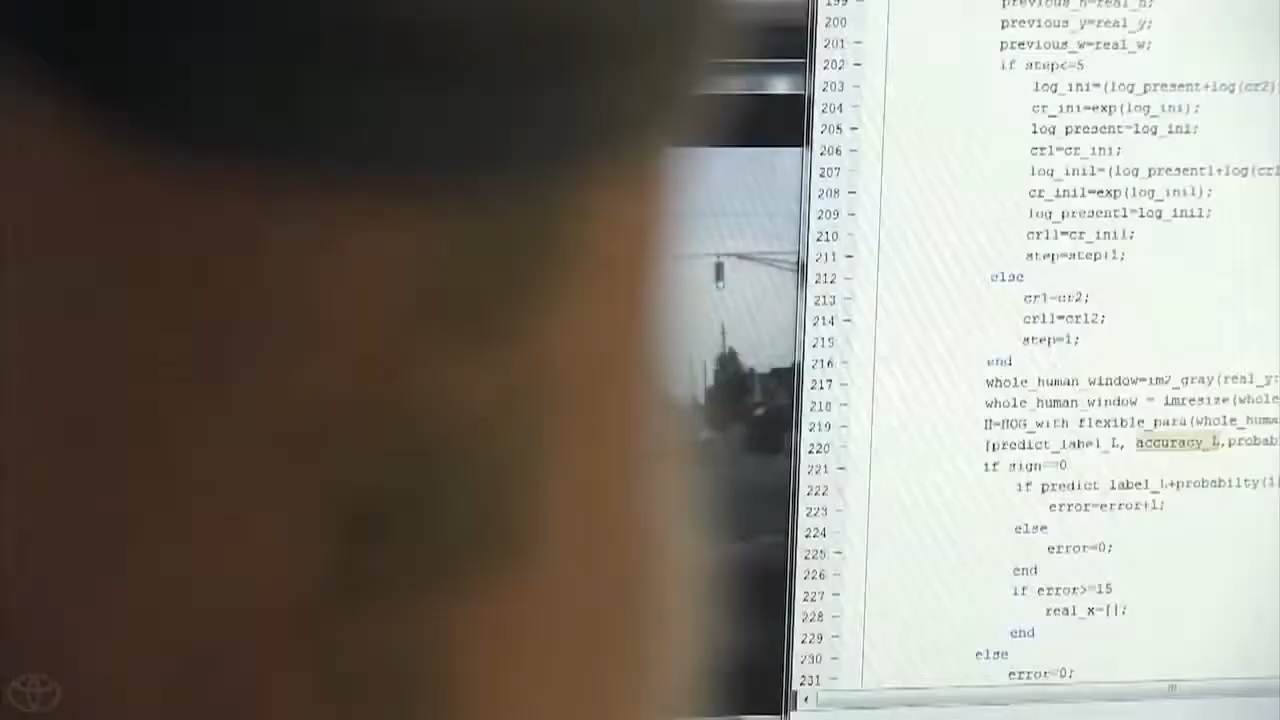 199 previous_h=real_h;
200 previous_y=real_y;
201 previous_w=real_w;
202 if step<=5
203 log_ini=(log_present+log(cr2)
204 cr_ini=exp(log_ini);
205 log_present=log_ini;
206 cr1=cr_ini;
207 log_ini1=(log_present1+log(cr1
208 cr_ini1=exp(log_ini1);
209 log_present1=log_ini1;
210 cr11=cr_ini1;
211 step=step+1;
212 else
213 cr1=cr2;
214 cr11=cr12;
215 step=1;
216 end
217 whole_human_window=im2_gray(real_y:
218 whole_human_window = imresize(whole
219 H=HOG_with_flexible_para(whole_huma
220 [predict_label_L, accuracy_L,probab
221 if sign==0
222 if predict_label_L+probabilty(1
223 error=error+1;
224 else
225 error=0;
226 end
227 if error>=15
228 real_x=[];
229 end
230 else
231 error=0;